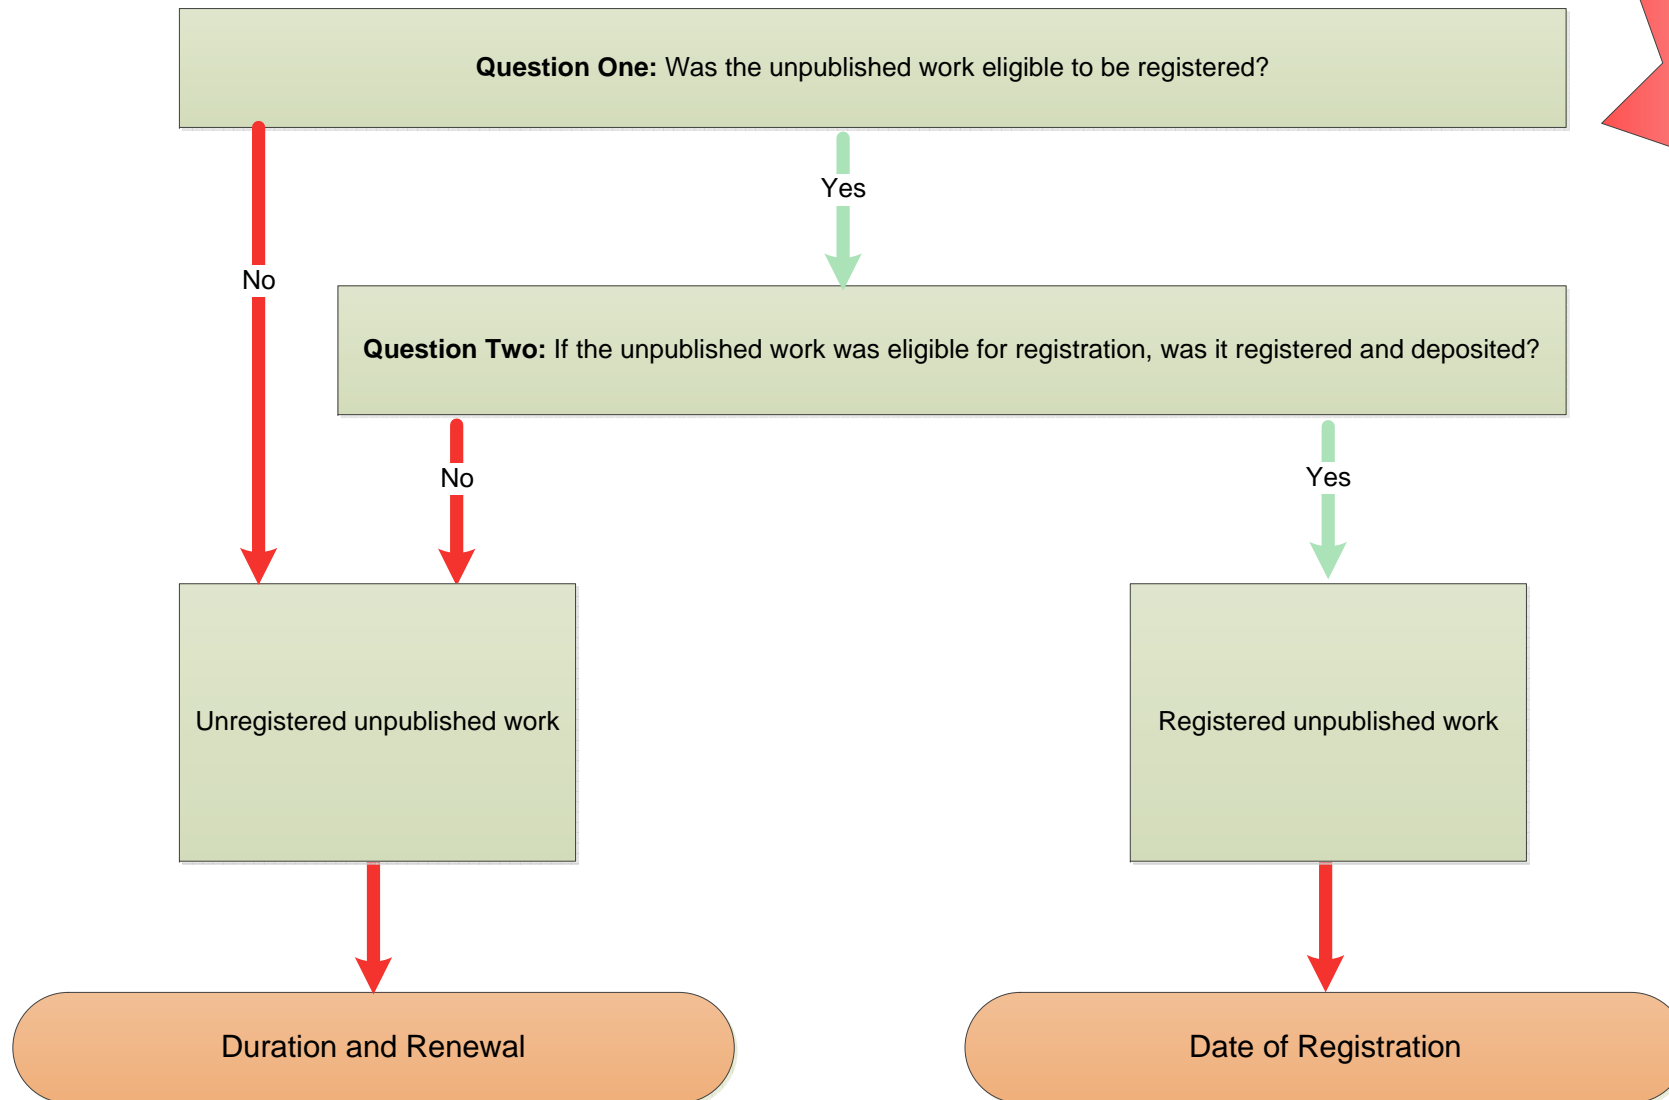 Question One: Was the unpublished work eligible to be registered?
Yes
No
Question Two: If the unpublished work was eligible for registration, was it registered and deposited?
No
Yes
Unregistered unpublished work
Registered unpublished work
Duration and Renewal
Date of Registration